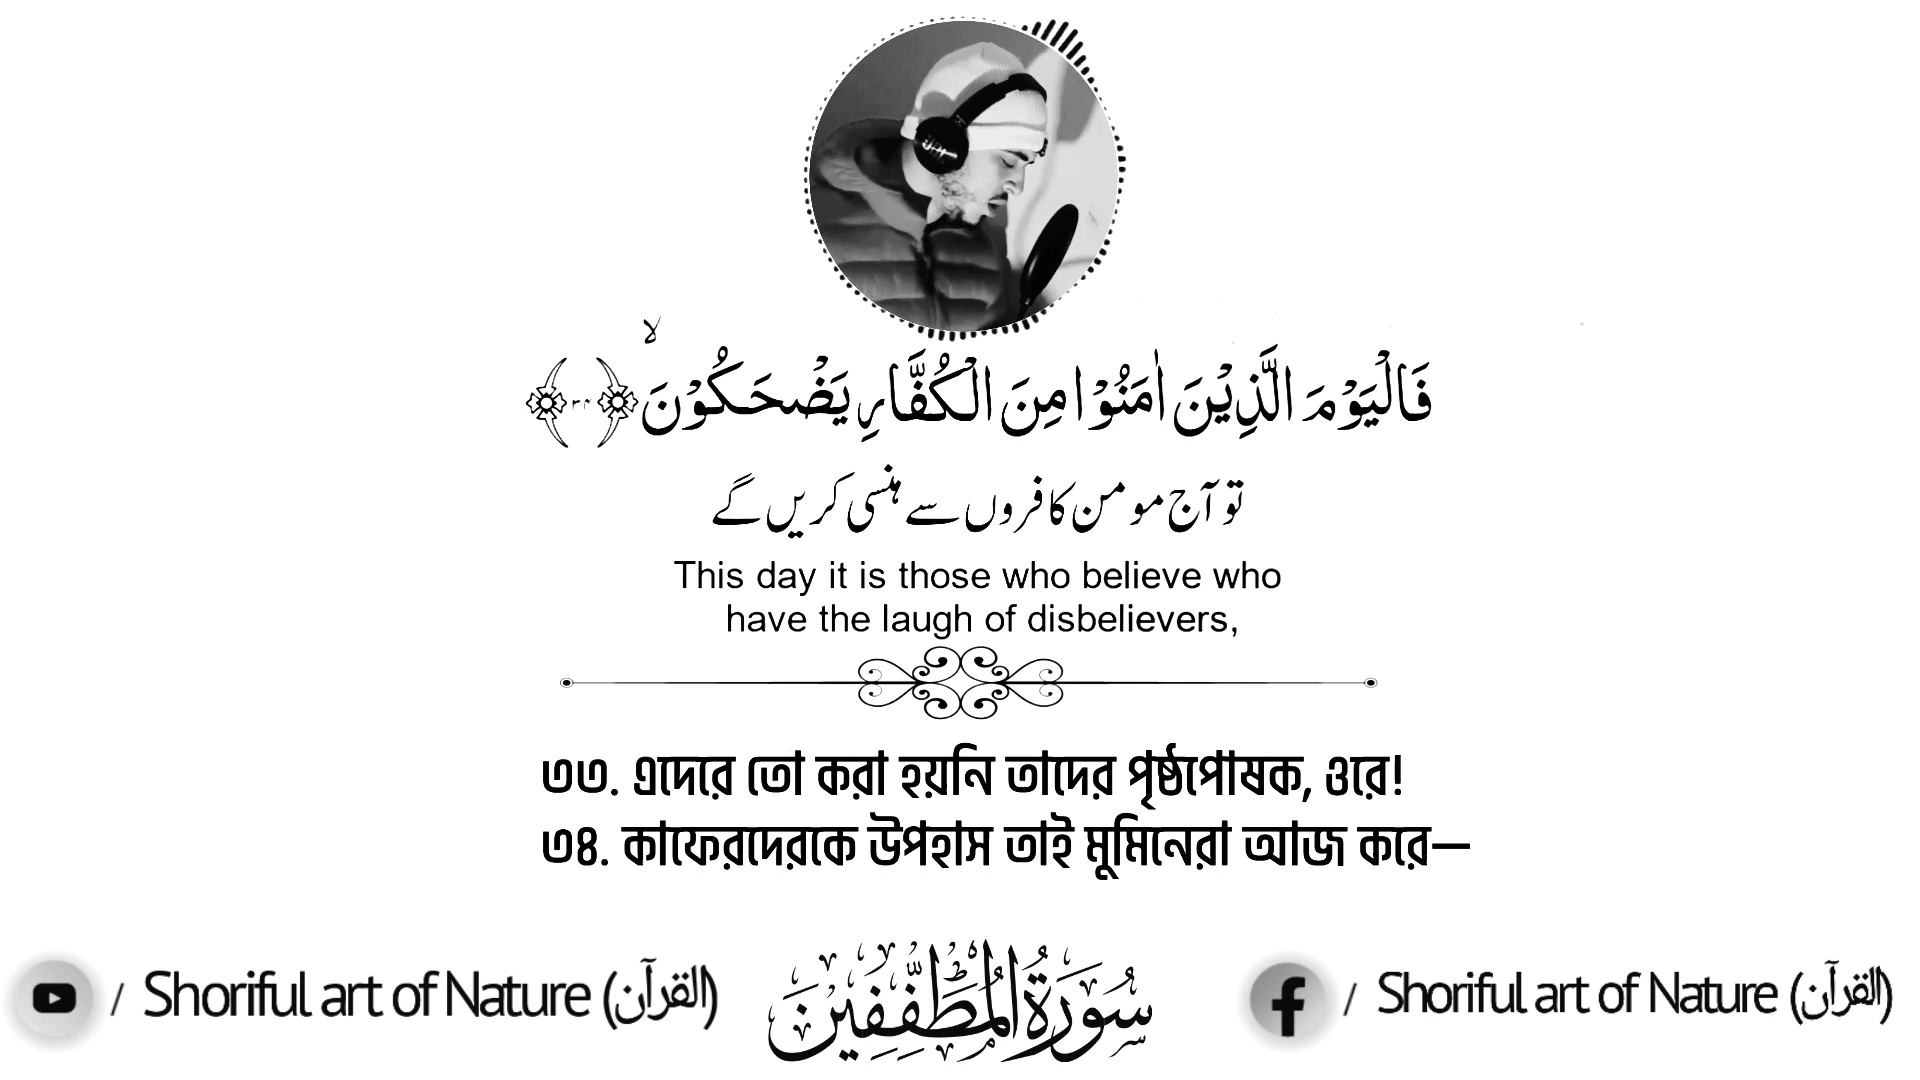 فَالْيَوْمَ الَّذِيْنَ اٰمَنُوْا مِنَ الْكُفَّارِ يَضْحَكُوْنَ ۙ﴿۳۴﴾
تو آج مومن کافروں سے ہنسی کریں گے
This day it is those who believe who
have the laugh of disbelievers,
৩৩. এদেরে তো করা হয়নি তাদের পৃষ্ঠপোষক, ওরে!
৩৪. কাফেরদেরকে উপহাস তাই মুমিনেরা আজ করে—
/ Shoriful art of Nature (القرآن)
سُوْرَةُ الْمُطَفِّفِيْنَ
/ Shoriful art of Nature (القرآن)